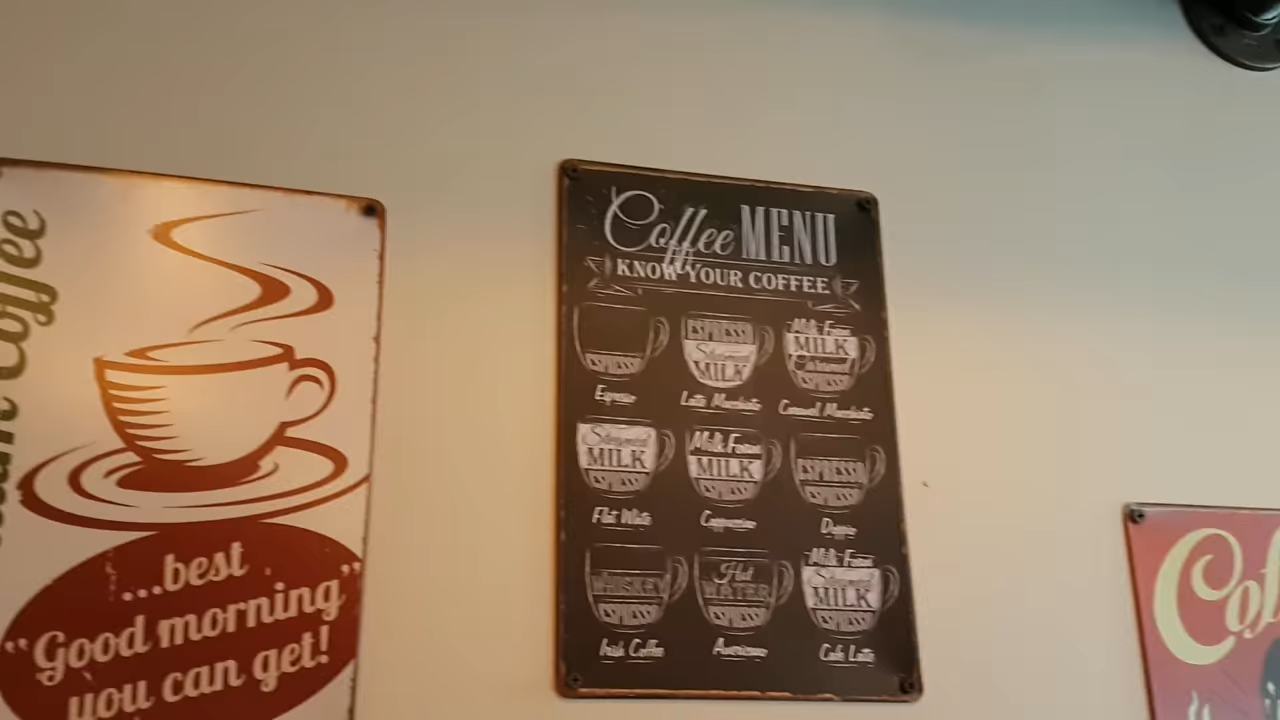 Coffee
...best
"Good morning"
you can get!
Coffee MENU
KNOW YOUR COFFEE
ESPRESSO
Espresso
ESPRESSO
Steamed
MILK
Latte Macchiato
Milk Foam
MILK
Caramel
ESPRESSO
Caramel Macchiato
Steamed
MILK
ESPRESSO
Flat Waite
Milk Foam
MILK
ESPRESSO
Cappuccino
ESPRESSO
ESPRESSO
Doppio
WHISKEY
ESPRESSO
Irish Coffee
Hot
WATER
ESPRESSO
Americano
Milk Foam
Steamed
MILK
ESPRESSO
Cafe Latte
Cof